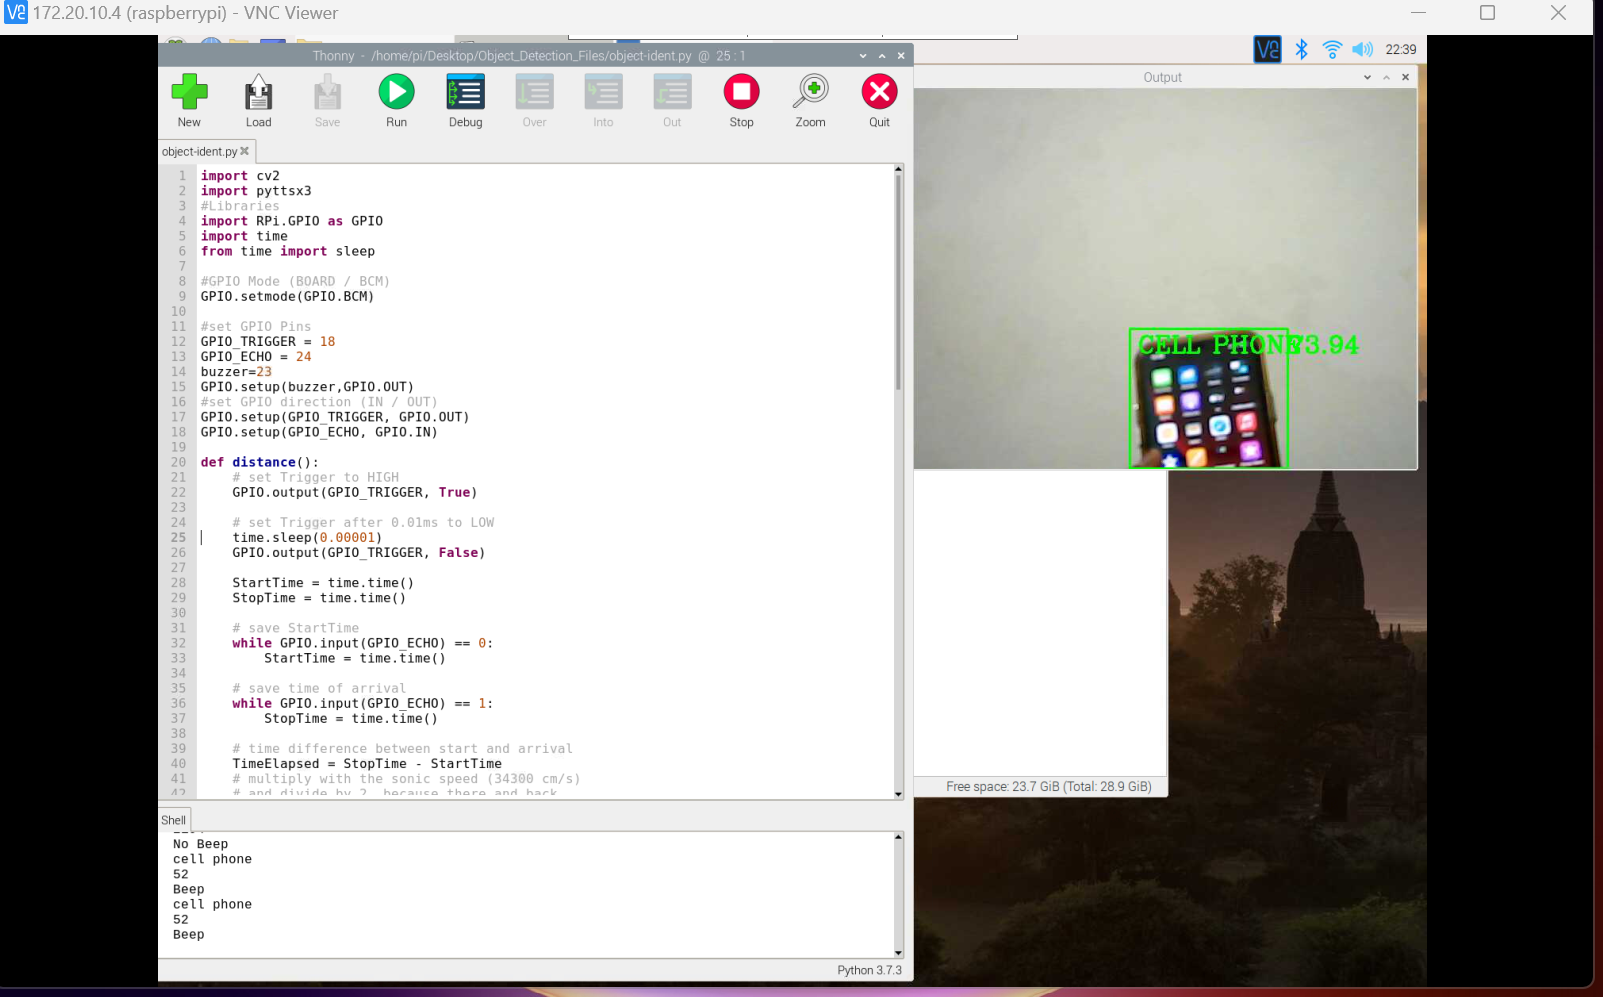 172.20.10.4 (raspberrypi) - VNC Viewer
22:39
Thonny - /home/pi/Desktop/Object_Detection_Files/object-ident.py @ 25 : 1
New Load Save Run Debug Over Into Out Stop Zoom Quit
object-ident.py
1 import cv2
2 import pyttsx3
3 #Libraries
4 import RPi.GPIO as GPIO
5 import time
6 from time import sleep
7
8 #GPIO Mode (BOARD / BCM)
9 GPIO.setmode(GPIO.BCM)
10
11 #set GPIO Pins
12 GPIO_TRIGGER = 18
13 GPIO_ECHO = 24
14 buzzer=23
15 GPIO.setup(buzzer,GPIO.OUT)
16 #set GPIO direction (IN / OUT)
17 GPIO.setup(GPIO_TRIGGER, GPIO.OUT)
18 GPIO.setup(GPIO_ECHO, GPIO.IN)
19
20 def distance():
21     # set Trigger to HIGH
22     GPIO.output(GPIO_TRIGGER, True)
23
24     # set Trigger after 0.01ms to LOW
25     time.sleep(0.00001)
26     GPIO.output(GPIO_TRIGGER, False)
27
28     StartTime = time.time()
29     StopTime = time.time()
30
31     # save StartTime
32     while GPIO.input(GPIO_ECHO) == 0:
33         StartTime = time.time()
34
35     # save time of arrival
36     while GPIO.input(GPIO_ECHO) == 1:
37         StopTime = time.time()
38
39     # time difference between start and arrival
40     TimeElapsed = StopTime - StartTime
41     # multiply with the sonic speed (34300 cm/s)
42     # and divide by 2, because there and back
Shell
No Beep
cell phone
52
Beep
cell phone
52
Beep
Python 3.7.3
Output
CELL PHONE 73.94
Free space: 23.7 GiB (Total: 28.9 GiB)